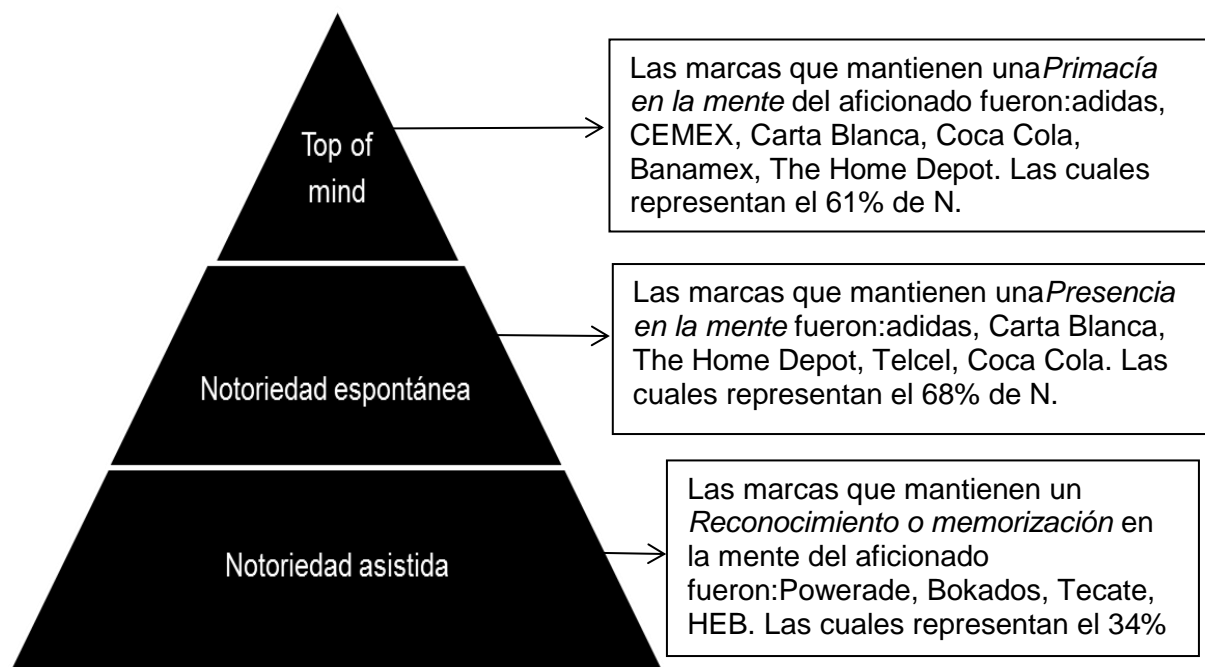 Top of
mind
Las marcas que mantienen unaPrimacía
en la mente del aficionado fueron:adidas,
CEMEX, Carta Blanca, Coca Cola,
Banamex, The Home Depot. Las cuales
representan el 61% de N.
Notoriedad espontánea
Las marcas que mantienen unaPresencia
en la mente fueron:adidas, Carta Blanca,
The Home Depot, Telcel, Coca Cola. Las
cuales representan el 68% de N.
Notoriedad asistida
Las marcas que mantienen un
Reconocimiento o memorización en
la mente del aficionado
fueron:Powerade, Bokados, Tecate,
HEB. Las cuales representan el 34%